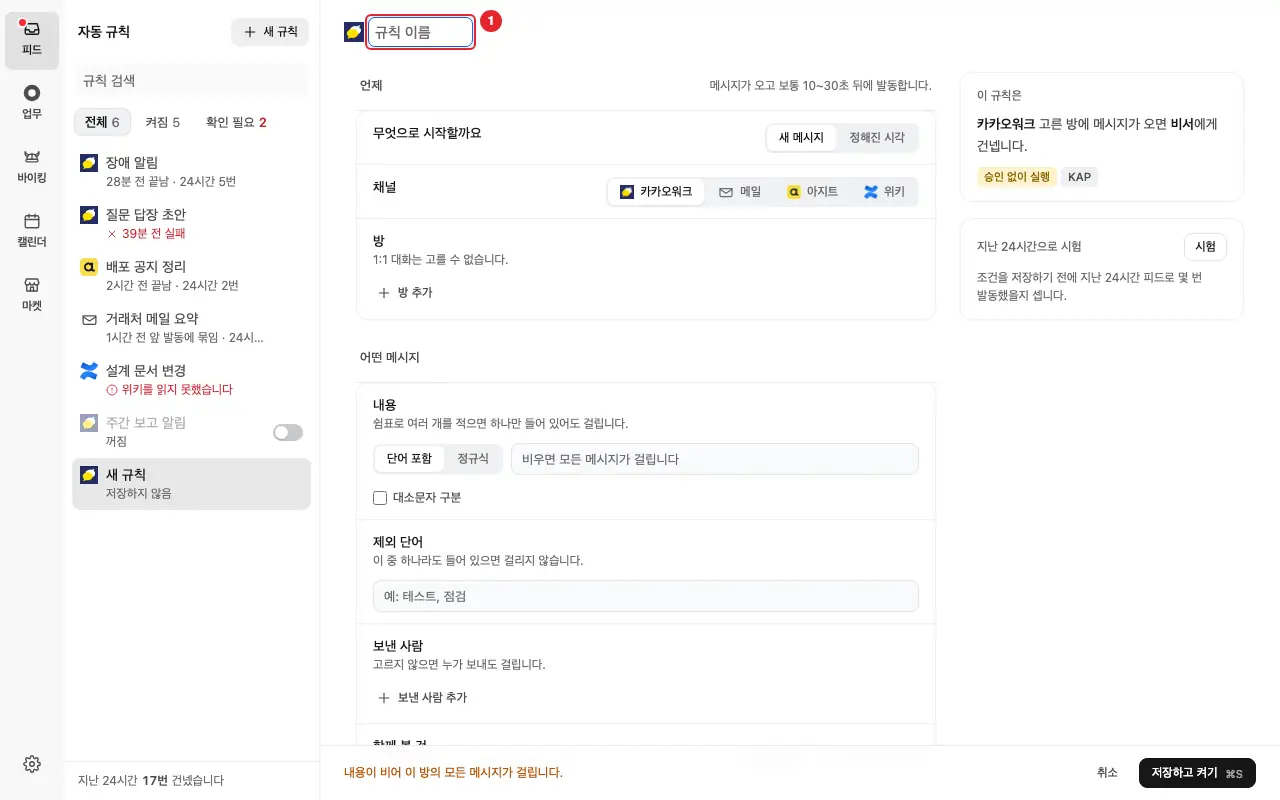 피드
업무
바이킹
캘린더
마켓
자동 규칙
새 규칙
규칙 검색
전체 6
켜짐 5
확인 필요 2
장애 알림
28분 전 끝남 · 24시간 5번
질문 답장 초안
39분 전 실패
배포 공지 정리
2시간 전 끝남 · 24시간 2번
거래처 메일 요약
1시간 전 앞 발동에 묶임 · 24시...
설계 문서 변경
위키를 읽지 못했습니다
주간 보고 알림
꺼짐
새 규칙
저장하지 않음
지난 24시간 17번 건넸습니다
규칙 이름
1
언제
메시지가 오고 보통 10~30초 뒤에 발동합니다.
무엇으로 시작할까요
새 메시지
정해진 시각
채널
카카오워크
메일
아지트
위키
방
1:1 대화는 고를 수 없습니다.
방 추가
어떤 메시지
내용
쉼표로 여러 개를 적으면 하나만 들어 있어도 걸립니다.
단어 포함
정규식
비우면 모든 메시지가 걸립니다
대소문자 구분
제외 단어
이 중 하나라도 들어 있으면 걸리지 않습니다.
예: 테스트, 점검
보낸 사람
고르지 않으면 누가 보내도 걸립니다.
보낸 사람 추가
이 규칙은
카카오워크 고른 방에 메시지가 오면 비서에게
건넵니다.
승인 없이 실행
KAP
지난 24시간으로 시험
시험
조건을 저장하기 전에 지난 24시간 피드로 몇 번
발동했을지 셉니다.
내용이 비어 이 방의 모든 메시지가 걸립니다.
취소
저장하고 켜기 ⌘S